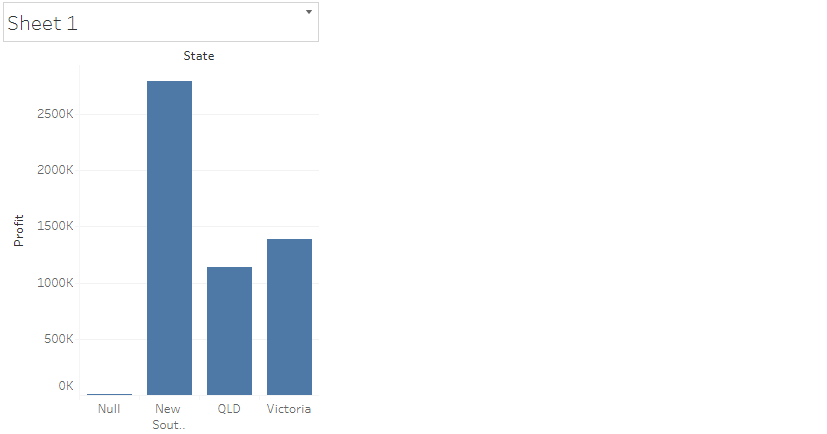 Sheet 1
State
2500K
2000K
1500K
1000K
500K
0K
Profit
Null
New
Sout..
QLD
Victoria